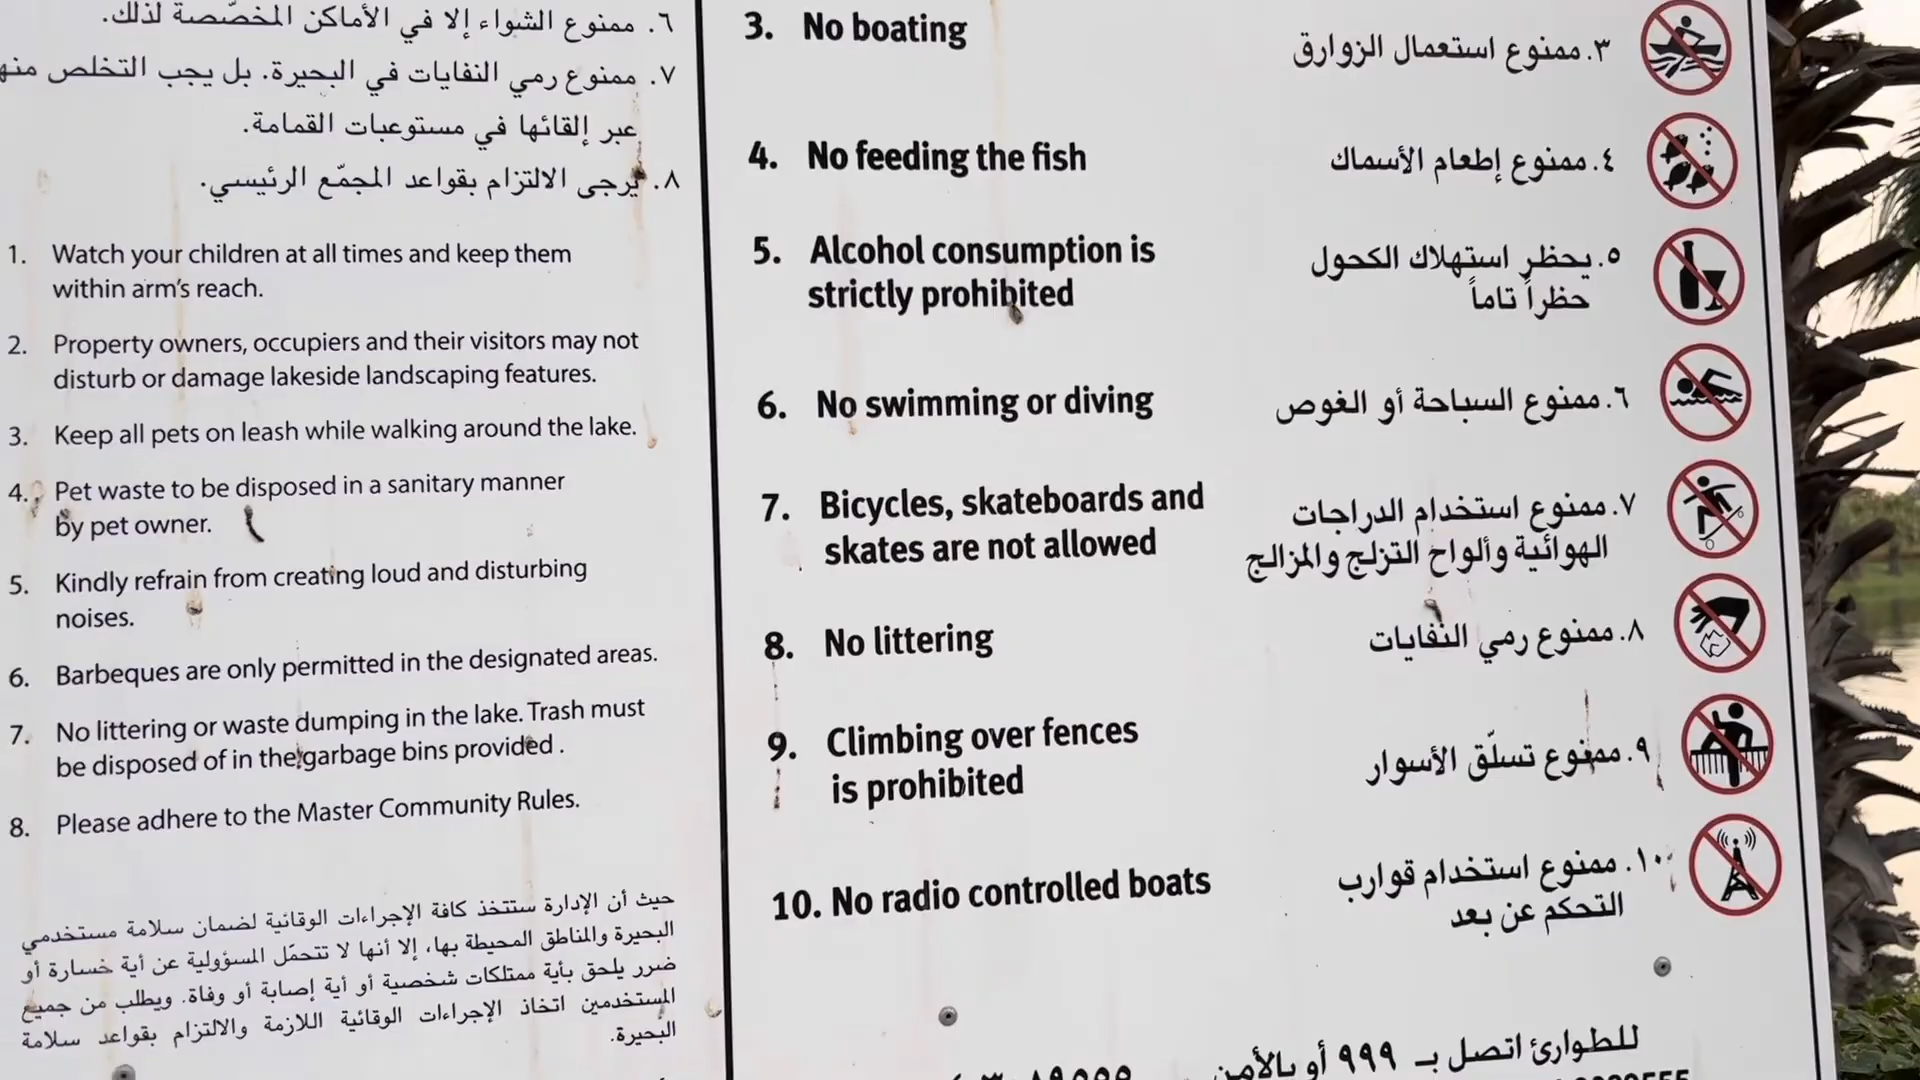 ٦. ممنوع الشواء إلا في الأماكن المخصّصة لذلك.
٧. ممنوع رمي النفايات في البحيرة. بل يجب التخلص
عبر إلقائها في مستوعبات القمامة.
٨. يُرجى الالتزام بقواعد المجمّع الرئيسي.
1. Watch your children at all times and keep them
within arm's reach.
2. Property owners, occupiers and their visitors may not
disturb or damage lakeside landscaping features.
3. Keep all pets on leash while walking around the lake.
4. Pet waste to be disposed in a sanitary manner
by pet owner.
5. Kindly refrain from creating loud and disturbing
noises.
6. Barbeques are only permitted in the designated areas.
7. No littering or waste dumping in the lake. Trash must
be disposed of in the garbage bins provided .
8. Please adhere to the Master Community Rules.
حيث أن الإدارة ستتخذ كافة الإجراءات الوقائية لضمان سلامة مستخدمي
البحيرة والمناطق المحيطة بها، إلا أنها لا تتحمّل المسؤولية عن أية خسارة أو
ضرر يلحق بأية ممتلكات شخصية أو أية إصابة أو وفاة. ويطلب من جميع
المستخدمين اتخاذ الإجراءات الوقائية اللازمة والالتزام بقواعد سلامة
البحيرة.
3. No boating
٣. ممنوع استعمال الزوارق
4. No feeding the fish
٤. ممنوع إطعام الأسماك
5. Alcohol consumption is
strictly prohibited
٥. يحظر استهلاك الكحول
حظراً تاماً
6. No swimming or diving
٦. ممنوع السباحة أو الغوص
7. Bicycles, skateboards and
skates are not allowed
٧. ممنوع استخدام الدراجات
الهوائية وألواح التزلج والمزالج
8. No littering
٨. ممنوع رمي النفايات
9. Climbing over fences
is prohibited
٩. ممنوع تسلّق الأسوار
10. No radio controlled boats
١٠. ممنوع استخدام قوارب
التحكم عن بعد
للطوارئ اتصل بـ ٩٩٩ أو بالأمن